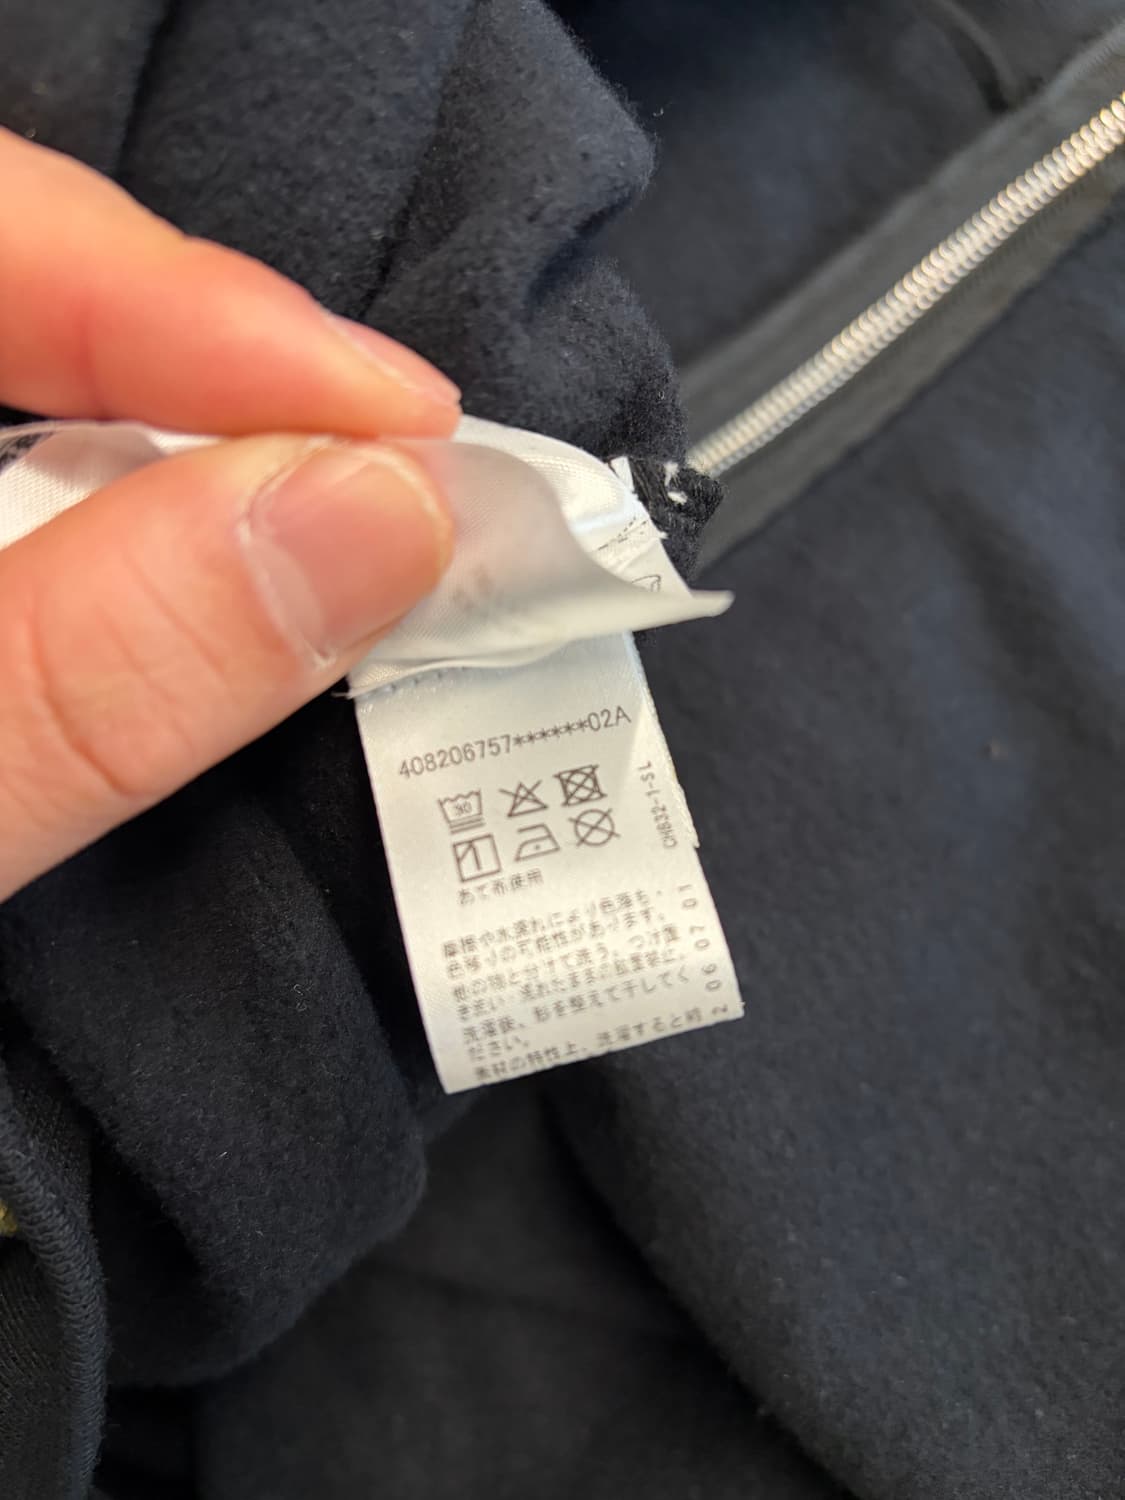 408206757******02A
30
あて布使用
摩擦や水濡れにより色落ち・
色移りの可能性があります。
他の物と分けて洗う。つけ置
き洗い・濡れたままの放置禁止。
洗濯後、形を整えて干してく
ださい。
素材の特性上、洗濯すると
CH832-1-SL